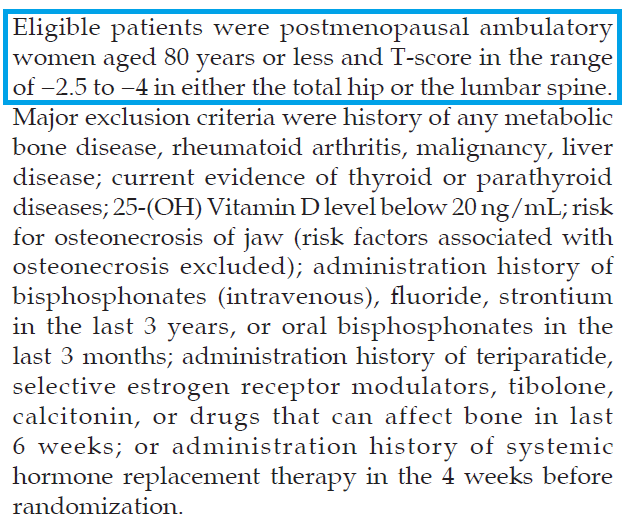 Eligible patients were postmenopausal ambulatory
women aged 80 years or less and T-score in the range
of −2.5 to −4 in either the total hip or the lumbar spine.
Major exclusion criteria were history of any metabolic
bone disease, rheumatoid arthritis, malignancy, liver
disease; current evidence of thyroid or parathyroid
diseases; 25-(OH) Vitamin D level below 20 ng/mL; risk
for osteonecrosis of jaw (risk factors associated with
osteonecrosis excluded); administration history of
bisphosphonates (intravenous), fluoride, strontium
in the last 3 years, or oral bisphosphonates in the
last 3 months; administration history of teriparatide,
selective estrogen receptor modulators, tibolone,
calcitonin, or drugs that can affect bone in last
6 weeks; or administration history of systemic
hormone replacement therapy in the 4 weeks before
randomization.